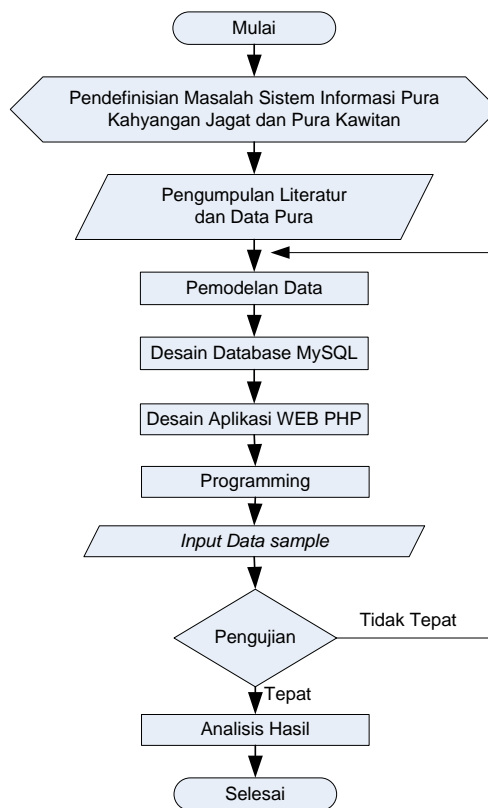 Mulai
Pendefinisian Masalah Sistem Informasi Pura
Kahyangan Jagat dan Pura Kawitan
Pengumpulan Literatur
dan Data Pura
Pemodelan Data
Desain Database MySQL
Desain Aplikasi WEB PHP
Programming
Input Data sample
Pengujian
Tidak Tepat
Tepat
Analisis Hasil
Selesai